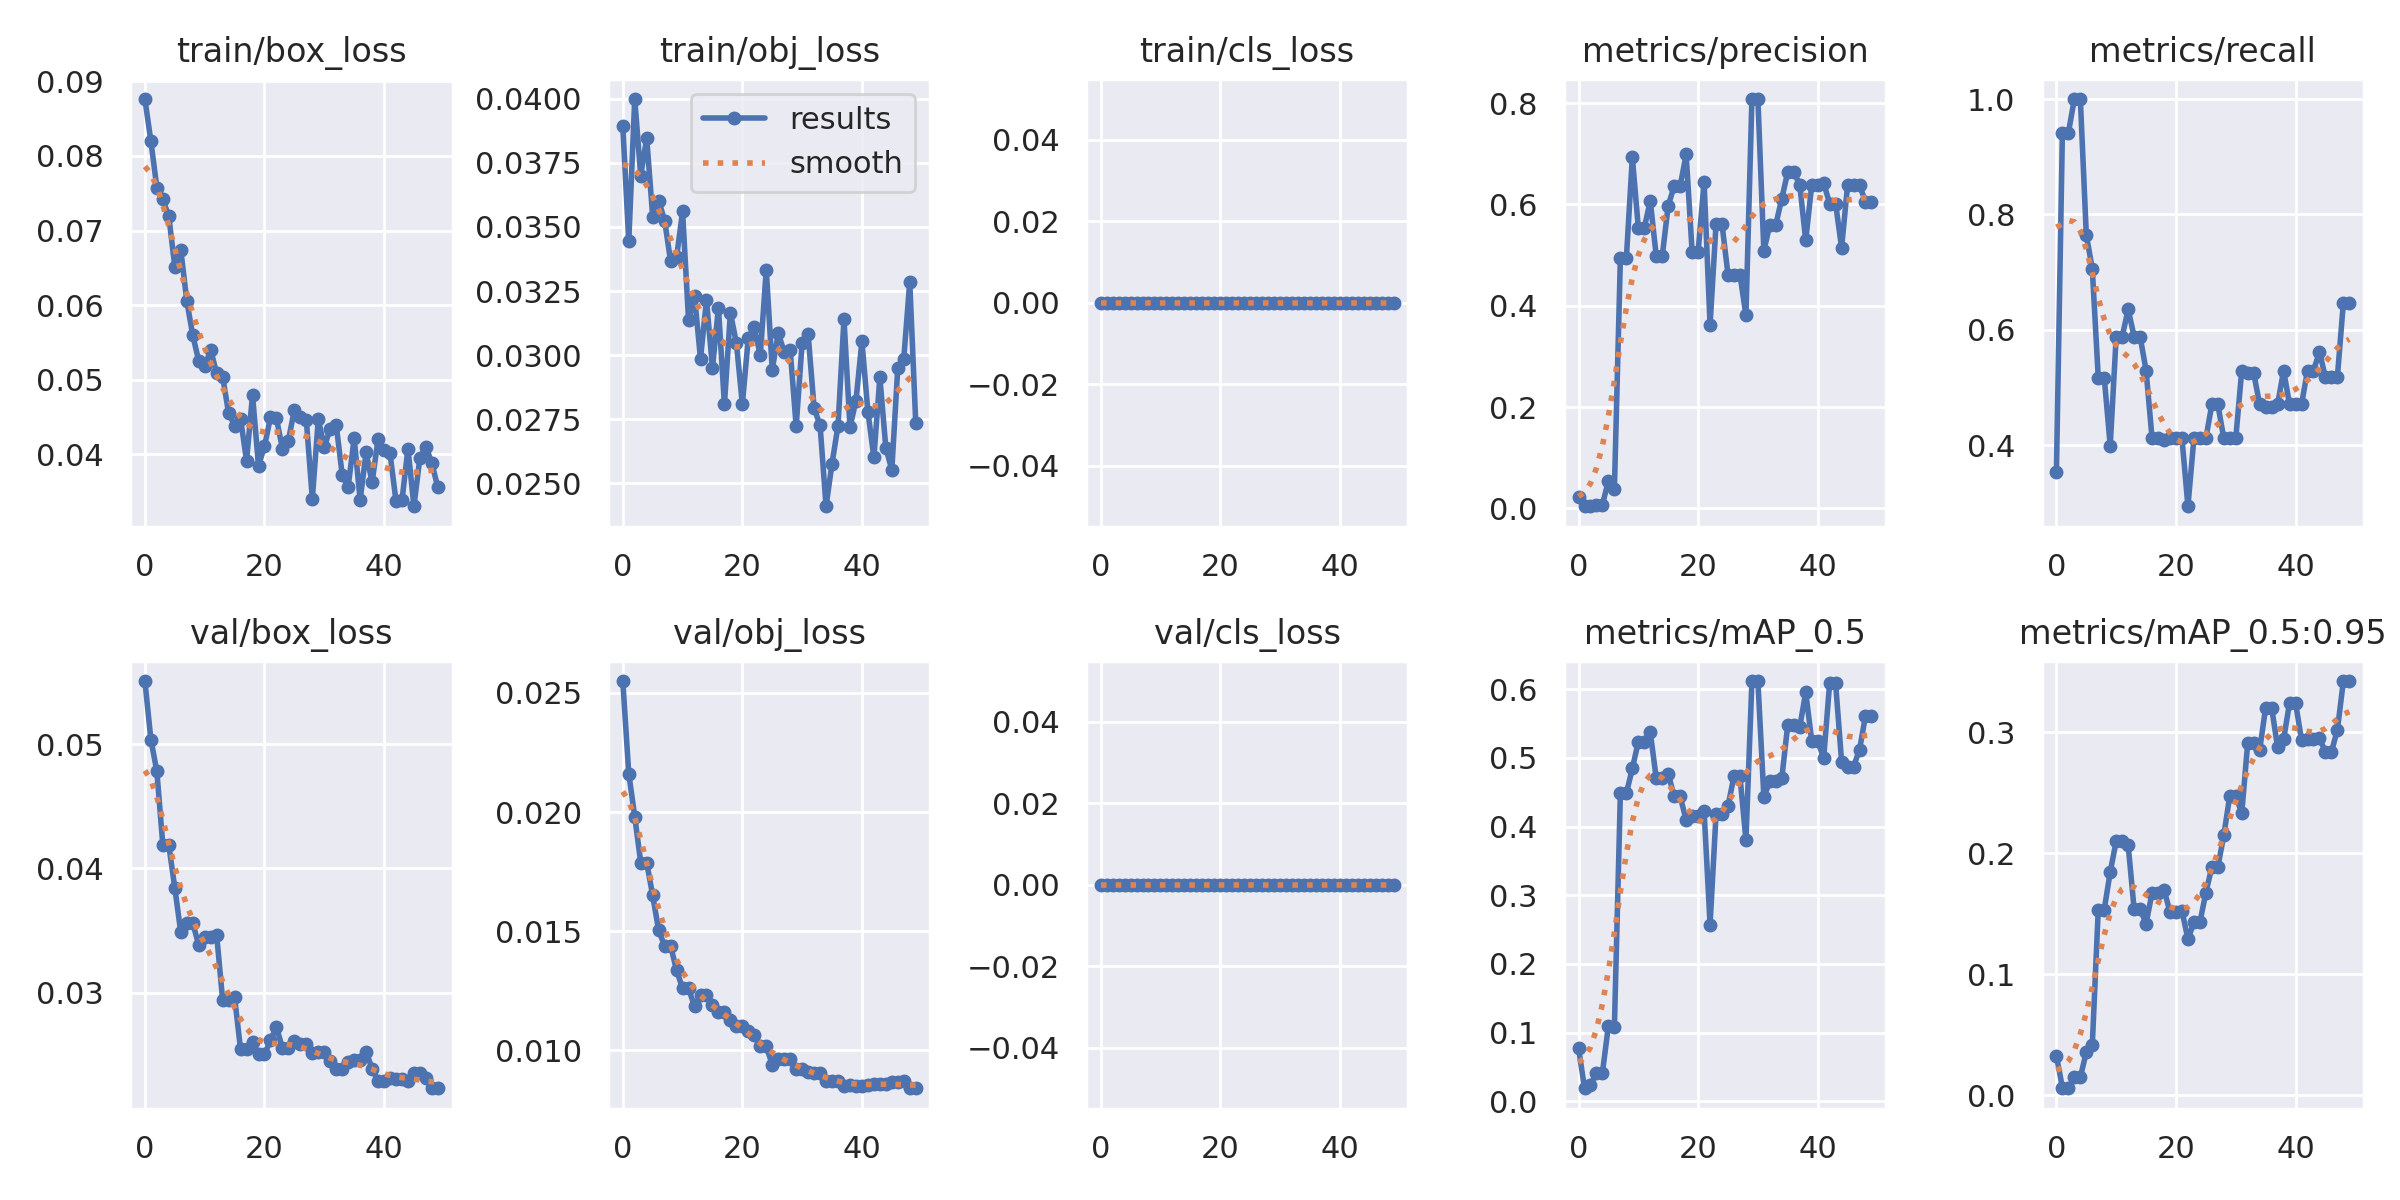 train/box_loss
train/obj_loss
train/cls_loss
metrics/precision
metrics/recall
0.09
0.08
0.07
0.06
0.05
0.04
0 20 40
0.0400
0.0375
0.0350
0.0325
0.0300
0.0275
0.0250
results
smooth
0 20 40
0.04
0.02
0.00
−0.02
−0.04
0 20 40
0.8
0.6
0.4
0.2
0.0
0 20 40
1.0
0.8
0.6
0.4
0 20 40
val/box_loss
val/obj_loss
val/cls_loss
metrics/mAP_0.5
metrics/mAP_0.5:0.95
0.05
0.04
0.03
0 20 40
0.025
0.020
0.015
0.010
0 20 40
0.04
0.02
0.00
−0.02
−0.04
0 20 40
0.6
0.5
0.4
0.3
0.2
0.1
0.0
0 20 40
0.3
0.2
0.1
0.0
0 20 40